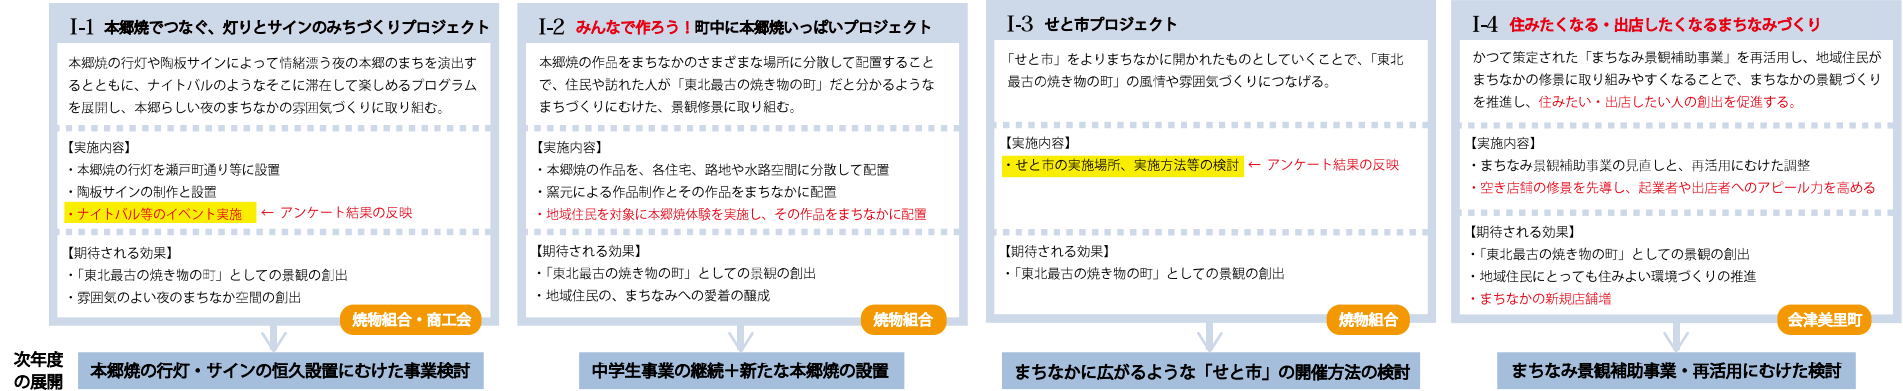 I-1 本郷焼でつなぐ、灯りとサインのみちづくりプロジェクト
本郷焼の行灯や陶板サインによって情緒漂う夜の本郷のまちを演出す
るとともに、ナイトバルのようなそこに滞在して楽しめるプログラム
を展開し、本郷らしい夜のまちなかの雰囲気づくりに取り組む。
【実施内容】
・本郷焼の行灯を瀬戸町通り等に設置
・陶板サインの制作と設置
・ナイトバル等のイベント実施 ← アンケート結果の反映
【期待される効果】
・「東北最古の焼き物の町」としての景観の創出
・雰囲気のよい夜のまちなか空間の創出
焼物組合・商工会
I-2 みんなで作ろう！町中に本郷焼いっぱいプロジェクト
本郷焼の作品をまちなかのさまざまな場所に分散して配置すること
で、住民や訪れた人が「東北最古の焼き物の町」だと分かるような
まちづくりにむけた、景観修景に取り組む。
【実施内容】
・本郷焼の作品を、各住宅、路地や水路空間に分散して配置
・窯元による作品制作とその作品をまちなかに配置
・地域住民を対象に本郷焼体験を実施し、その作品をまちなかに配置
【期待される効果】
・「東北最古の焼き物の町」としての景観の創出
・地域住民の、まちなみへの愛着の醸成
焼物組合
I-3 せと市プロジェクト
「せと市」をよりまちなかに開かれたものとしていくことで、「東北
最古の焼き物の町」の風情や雰囲気づくりにつなげる。
【実施内容】
・せと市の実施場所、実施方法等の検討 ← アンケート結果の反映
【期待される効果】
・「東北最古の焼き物の町」としての景観の創出
焼物組合
I-4 住みたくなる・出店したくなるまちなみづくり
かつて策定された「まちなみ景観補助事業」を再活用し、地域住民が
まちなかの修景に取り組みやすくなることで、まちなかの景観づくり
を推進し、住みたい・出店したい人の創出を促進する。
【実施内容】
・まちなみ景観補助事業の見直しと、再活用にむけた調整
・空き店舗の修景を先導し、起業者や出店者へのアピール力を高める
【期待される効果】
・「東北最古の焼き物の町」としての景観の創出
・地域住民にとっても住みよい環境づくりの推進
・まちなかの新規店舗増
会津美里町
次年度
の展開
本郷焼の行灯・サインの恒久設置にむけた事業検討
中学生事業の継続＋新たな本郷焼の設置
まちなかに広がるような「せと市」の開催方法の検討
まちなみ景観補助事業・再活用にむけた検討